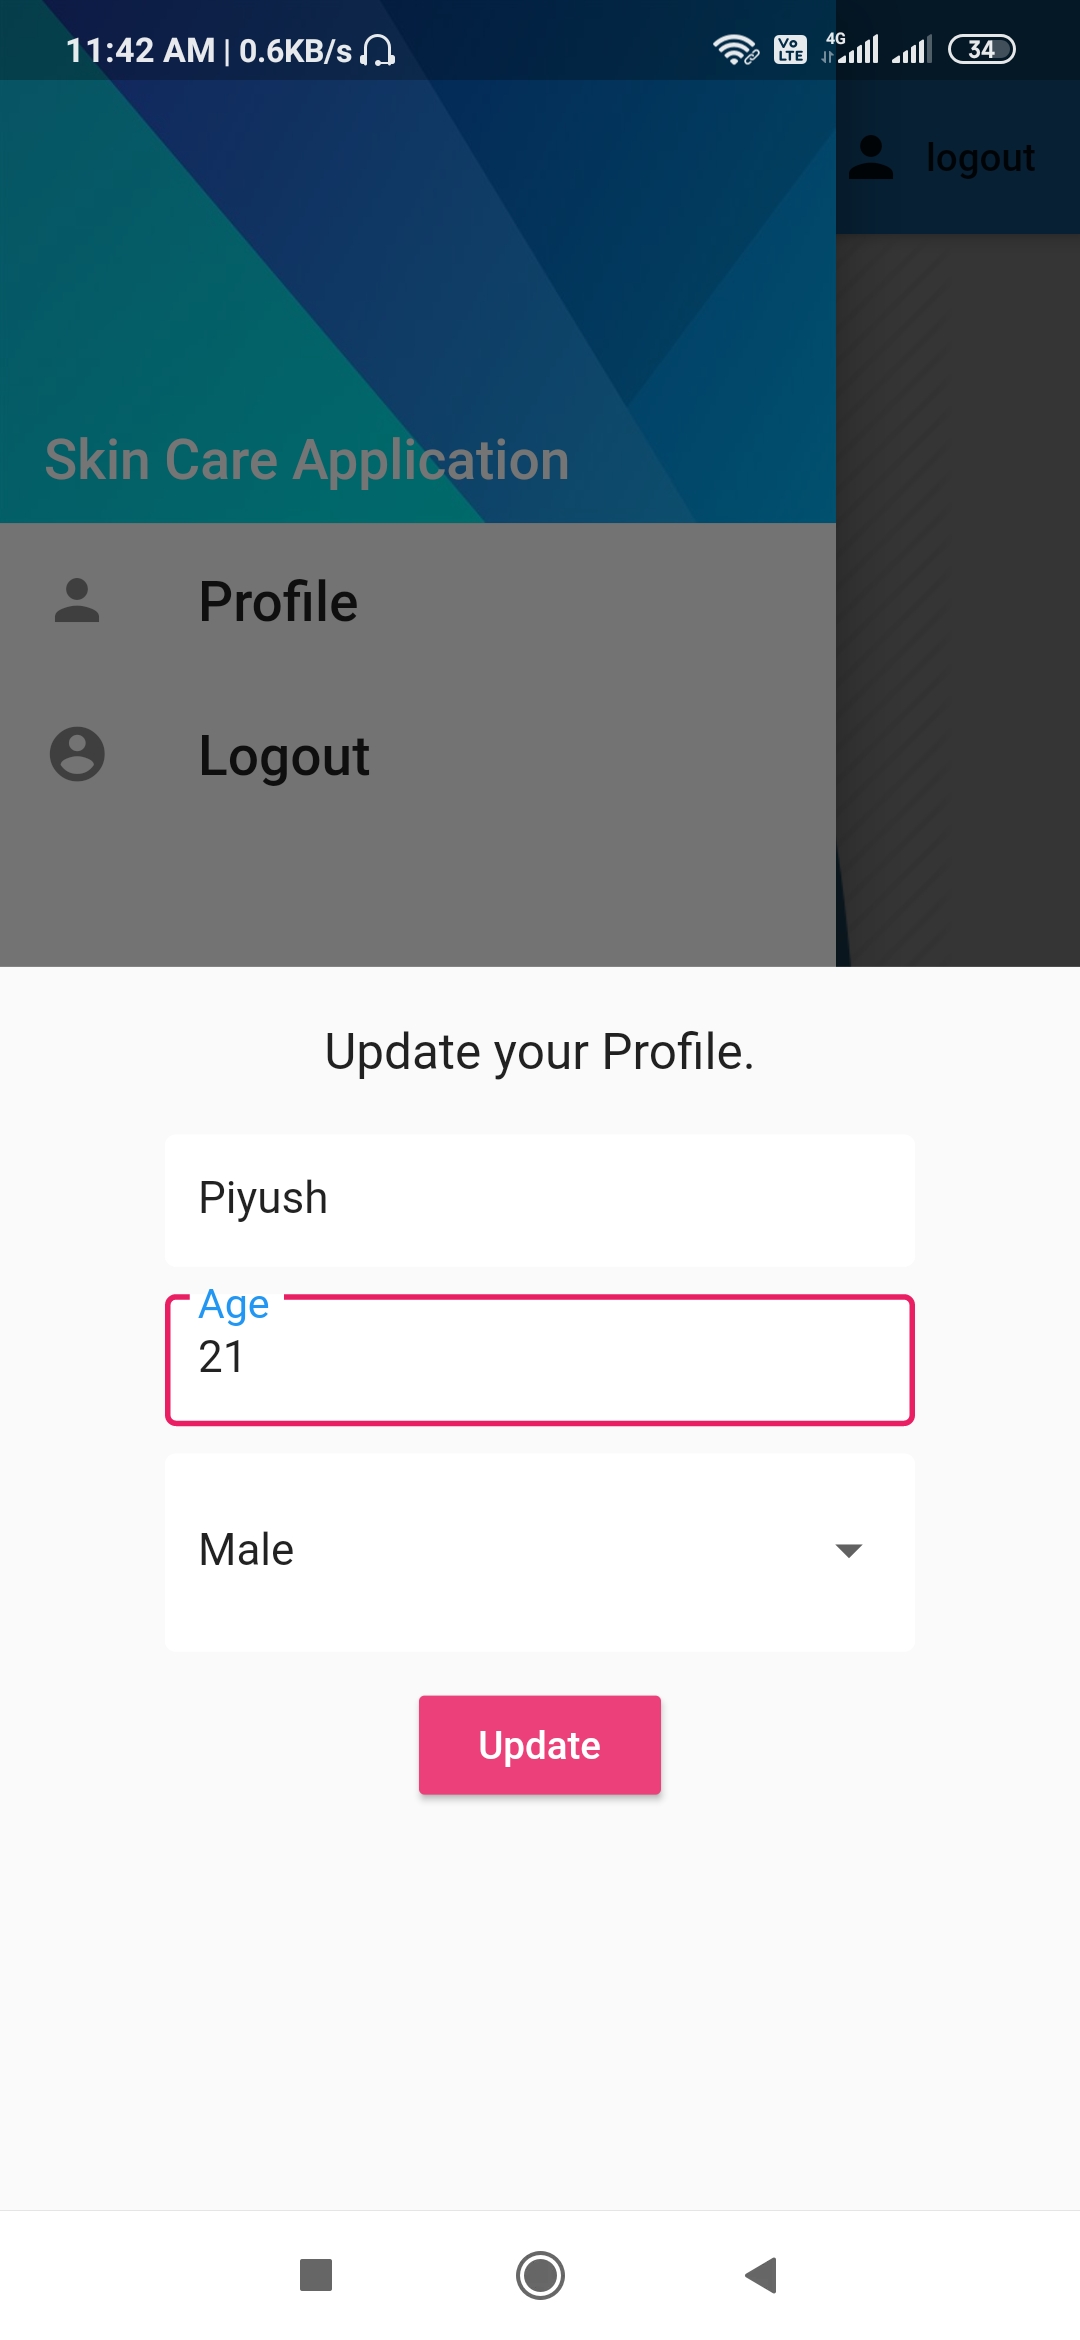 11:42 AM | 0.6KB/s
Vo LTE 4G 34
logout
Skin Care Application
Profile
Logout
Update your Profile.
Piyush
Age
21
Male
Update